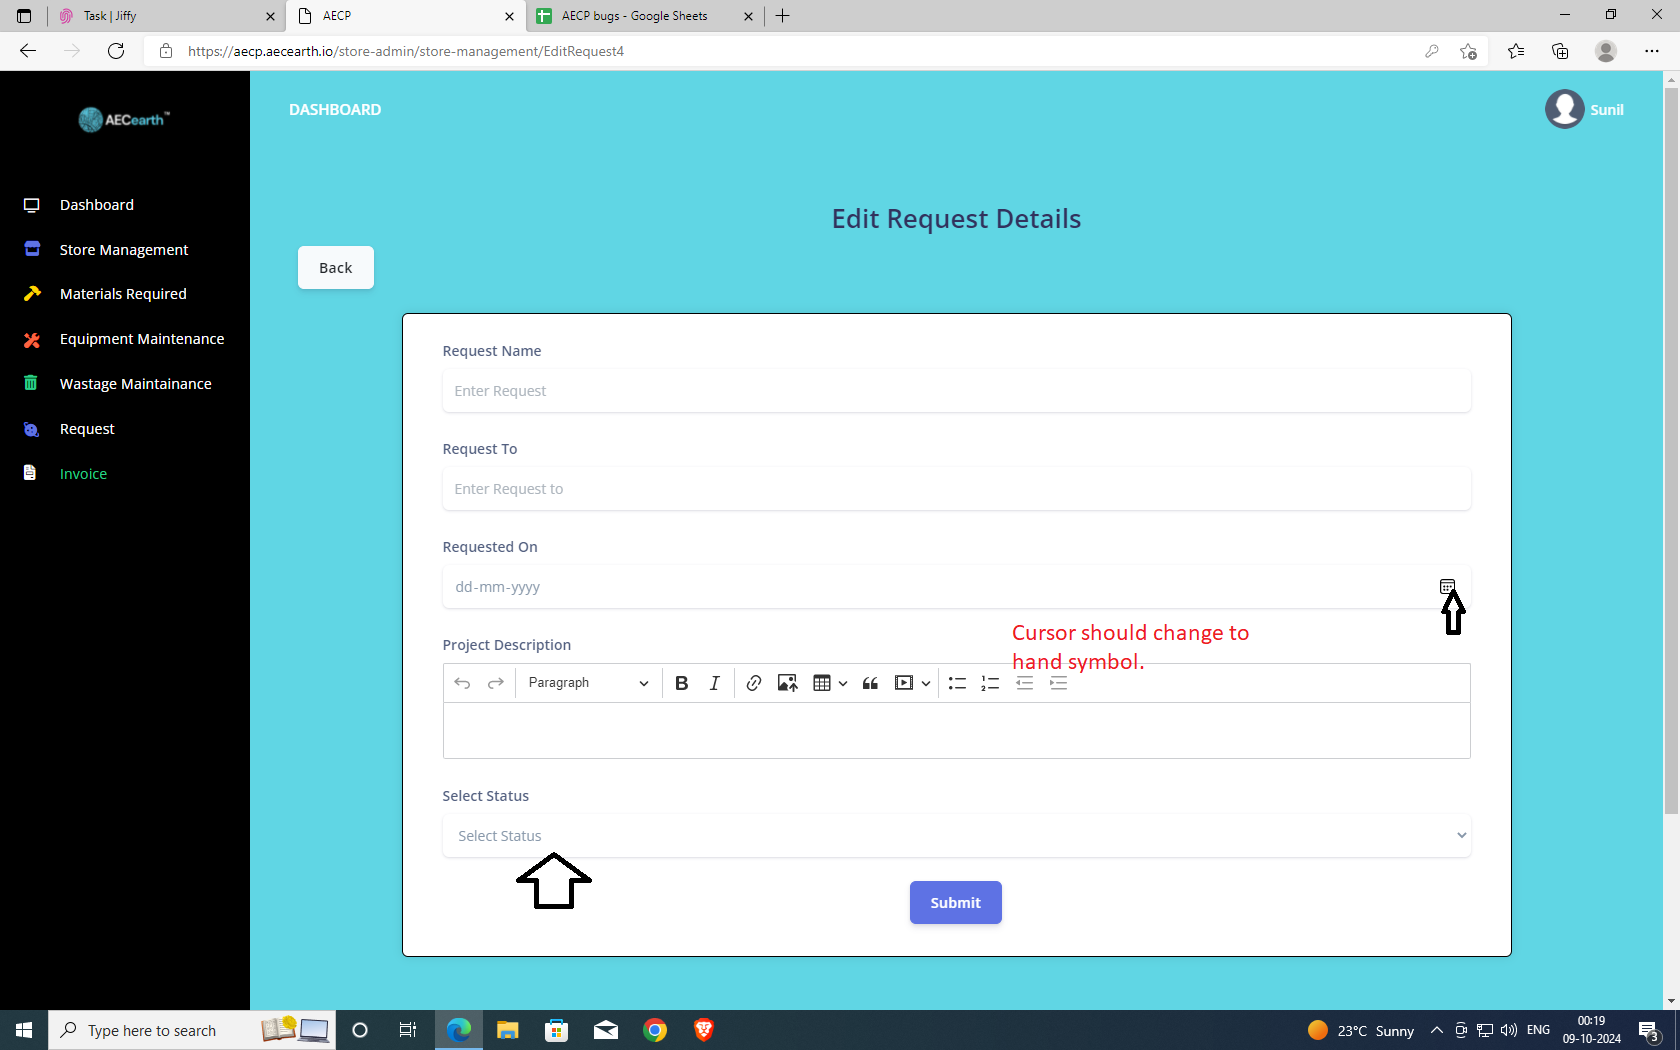 Task | Jiffy
AECP
AECP bugs - Google Sheets
https://aecp.aecearth.io/store-admin/store-management/EditRequest4
AECearth™
DASHBOARD
Sunil
Dashboard
Store Management
Materials Required
Equipment Maintenance
Wastage Maintainance
Request
Invoice
Edit Request Details
Back
Request Name
Enter Request
Request To
Enter Request to
Requested On
dd-mm-yyyy
Cursor should change to
hand symbol.
Project Description
Paragraph
Select Status
Select Status
Submit
Type here to search
23°C Sunny
ENG
00:19
09-10-2024
3